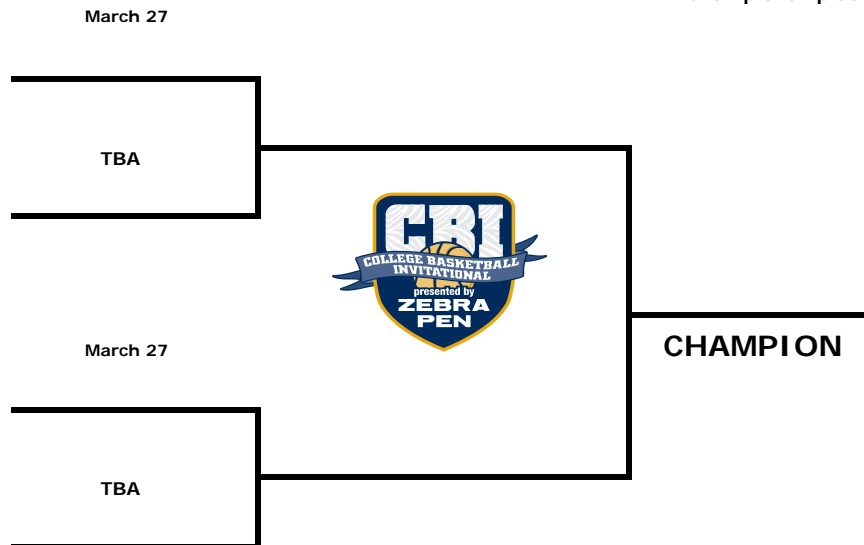 March 27
TBA
CBI
COLLEGE BASKETBALL
INVITATIONAL
presented by
ZEBRA
PEN
March 27
CHAMPION
TBA